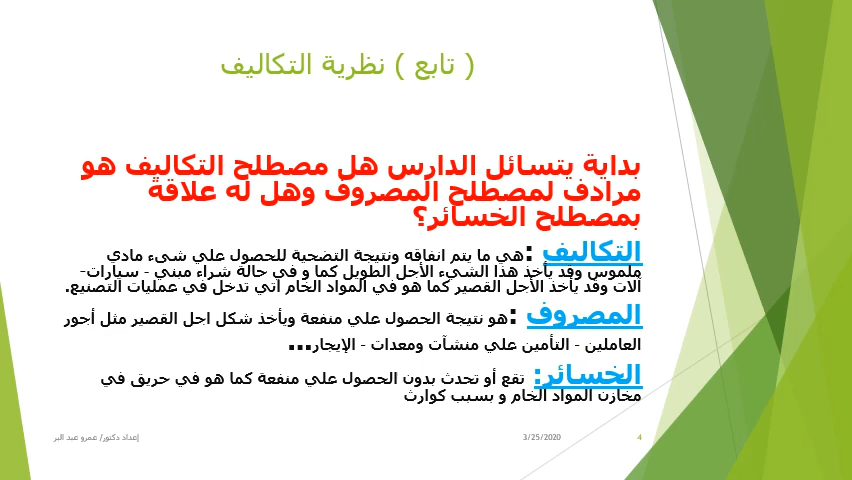 ( تابع ) نظرية التكاليف
بداية يتسائل الدارس هل مصطلح التكاليف هو
مرادف لمصطلح المصروف وهل له علاقة
بمصطلح الخسائر؟
التكاليف :هي ما يتم انفاقه ونتيجة التضحية للحصول علي شىء مادي
ملموس وقد يأخذ هذا الشيء الأجل الطويل كما و في حالة شراء مبني - سيارات-
آلات وقد يأخذ الأجل القصير كما هو في المواد الخام اتي تدخل في عمليات التصنيع.
المصروف :هو نتيجة الحصول علي منفعة ويأخذ شكل اجل القصير مثل أجور
العاملين - التأمين علي منشآت ومعدات - الإيجار...
الخسائر: تقع أو تحدث بدون الحصول علي منفعة كما هو في حريق في
مخازن المواد الخام و بسبب كوارث
إعداد دكتور/ عمرو عبد البر
3/25/2020
4